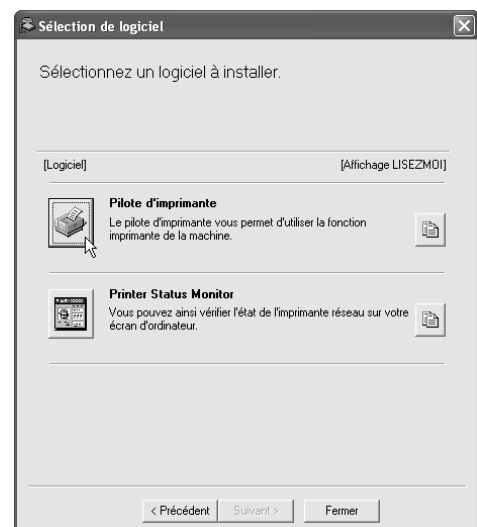 Sélection de logiciel
Sélectionnez un logiciel à installer.
[Logiciel] [Affichage LISEZMOI]
Pilote d'imprimante
Le pilote d'imprimante vous permet d'utiliser la fonction
imprimante de la machine.
Printer Status Monitor
Vous pouvez ainsi vérifier l'état de l'imprimante réseau sur votre
écran d'ordinateur.
< Précédent Suivant > Fermer